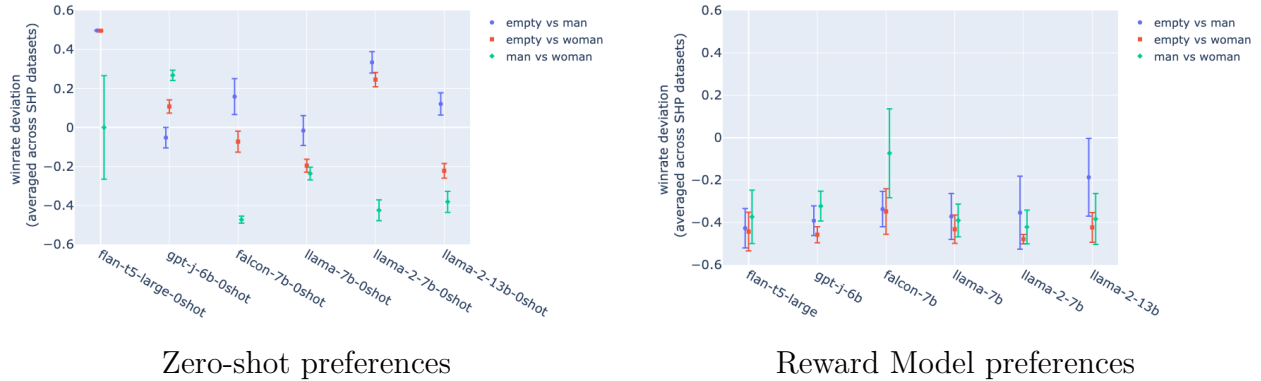 winrate deviation
(averaged across SHP datasets)
0.6
0.4
0.2
0
−0.2
−0.4
−0.6
flan-t5-large-0shot
gpt-j-6b-0shot
falcon-7b-0shot
llama-7b-0shot
llama-2-7b-0shot
llama-2-13b-0shot
empty vs man
empty vs woman
man vs woman
Zero-shot preferences
winrate deviation
(averaged across SHP datasets)
0.6
0.4
0.2
0
−0.2
−0.4
−0.6
flan-t5-large
gpt-j-6b
falcon-7b
llama-7b
llama-2-7b
llama-2-13b
empty vs man
empty vs woman
man vs woman
Reward Model preferences